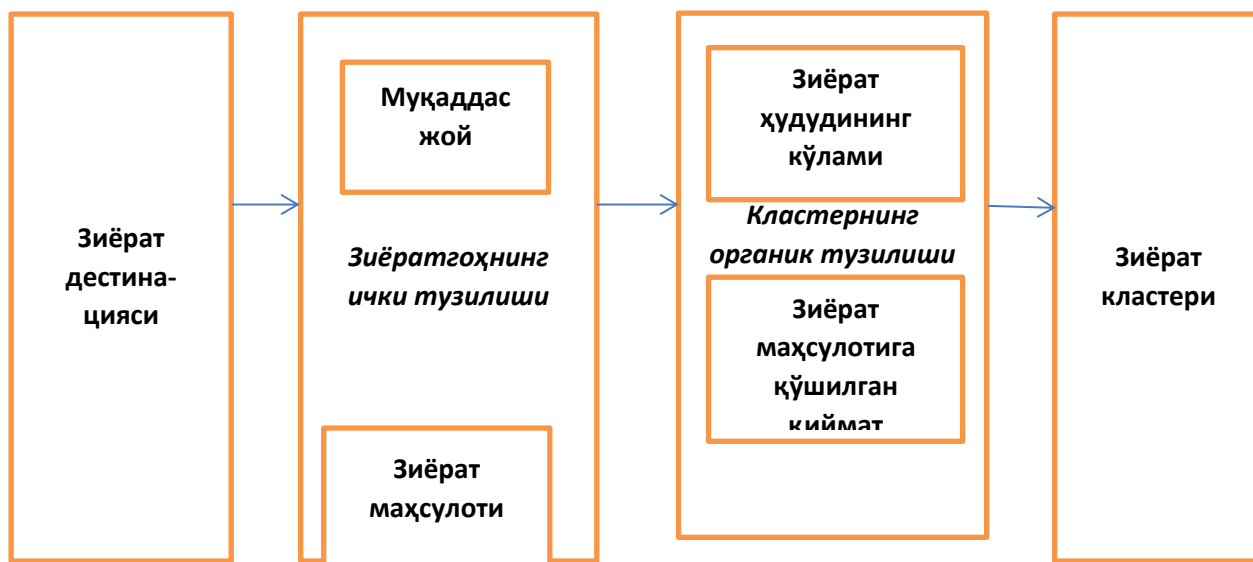 Зиёрат
дестина-
цияси
Муқаддас
жой
Зиёратгоҳнинг
ички тузилиши
Зиёрат
маҳсулоти
Зиёрат
ҳудудининг
кўлами
Кластернинг
органик тузилиши
Зиёрат
маҳсулотига
қўшилган
қиймат
Зиёрат
кластери